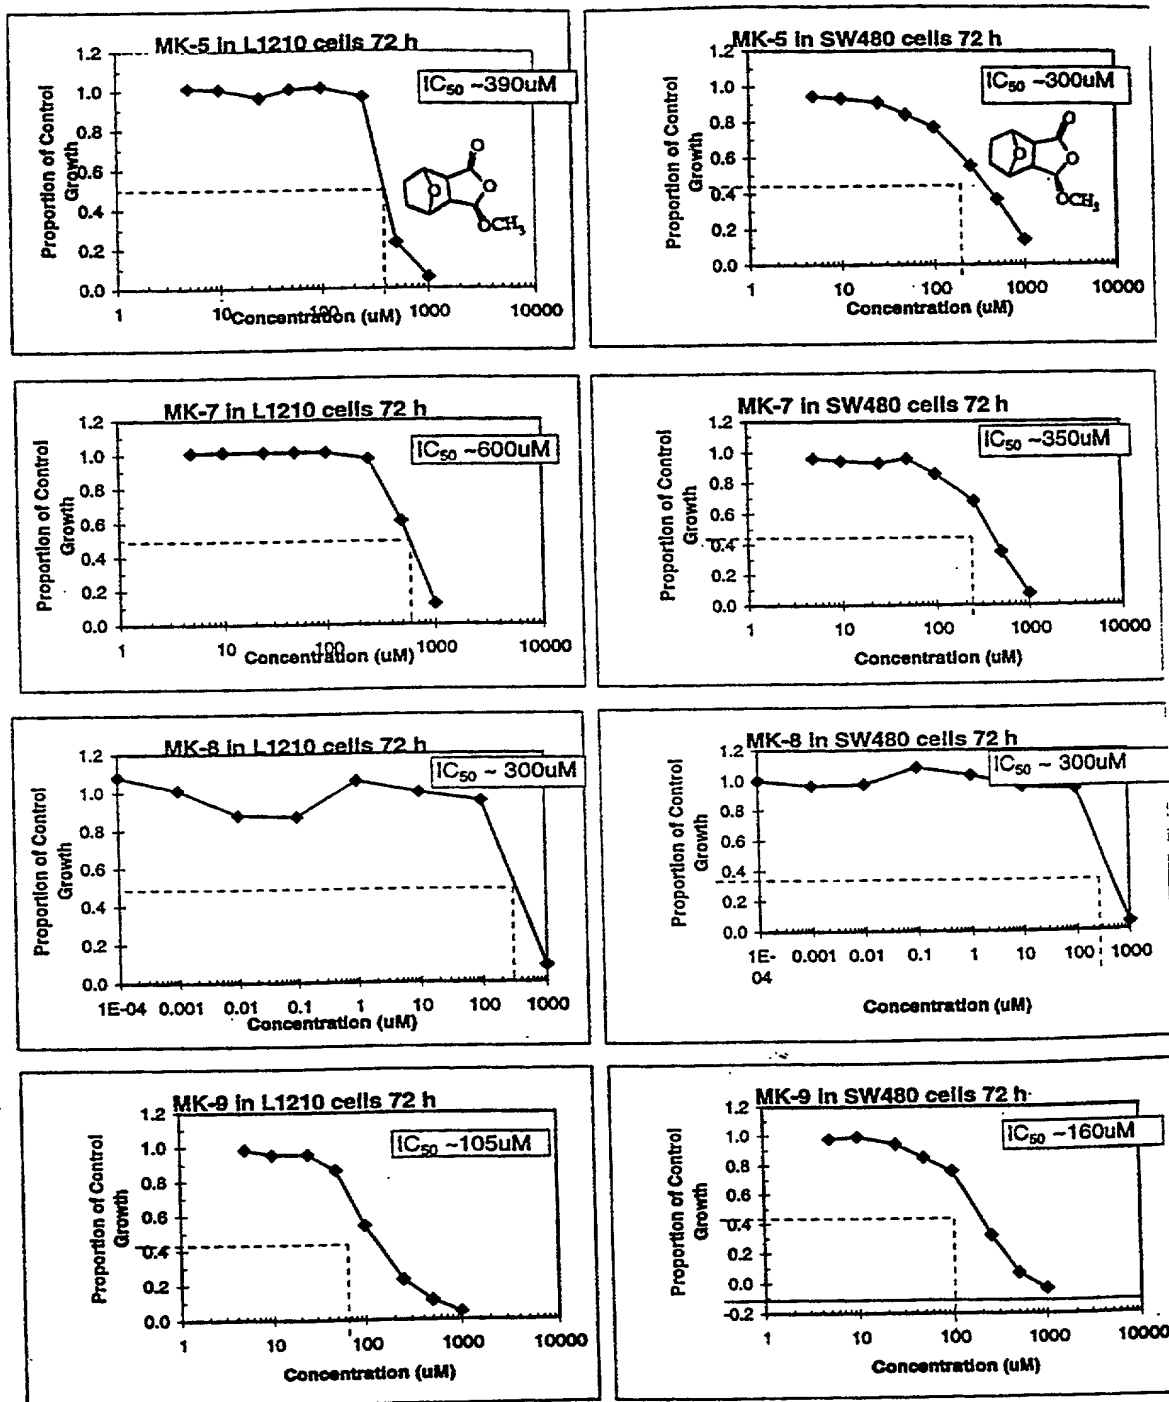 MK-5 in L1210 cells 72 h
IC50 ~390uM
Proportion of Control
Growth
1.2
1.0
0.8
0.6
0.4
0.2
0.0
O
O
O
OCH3
1
10
100
1000
10000
Concentration (uM)
MK-5 in SW480 cells 72 h
IC50 ~300uM
Proportion of Control
Growth
1.2
1.0
0.8
0.6
0.4
0.2
0.0
O
O
O
OCH3
1
10
100
1000
10000
Concentration (uM)
MK-7 in L1210 cells 72 h
IC50 ~600uM
Proportion of Control
Growth
1.2
1.0
0.8
0.6
0.4
0.2
0.0
1
10
100
1000
10000
Concentration (uM)
MK-7 in SW480 cells 72 h
IC50 ~350uM
Proportion of Control
Growth
1.2
1.0
0.8
0.6
0.4
0.2
0.0
1
10
100
1000
10000
Concentration (uM)
MK-8 in L1210 cells 72 h
IC50 ~ 300uM
Proportion of Control
Growth
1.2
1.0
0.8
0.6
0.4
0.2
0.0
1E-04
0.001
0.01
0.1
1
10
100
1000
Concentration (uM)
MK-8 in SW480 cells 72 h
IC50 ~ 300uM
Proportion of Control
Growth
1.2
1.0
0.8
0.6
0.4
0.2
0.0
1E-
04
0.001
0.01
0.1
1
10
100
1000
Concentration (uM)
MK-9 in L1210 cells 72 h
IC50 ~105uM
Proportion of Control
Growth
1.2
1.0
0.8
0.6
0.4
0.2
0.0
1
10
100
1000
10000
Concentration (uM)
MK-9 in SW480 cells 72 h
IC50 ~160uM
Proportion of Control
Growth
1.2
1.0
0.8
0.6
0.4
0.2
0.0
-0.2
1
10
100
1000
10000
Concentration (uM)